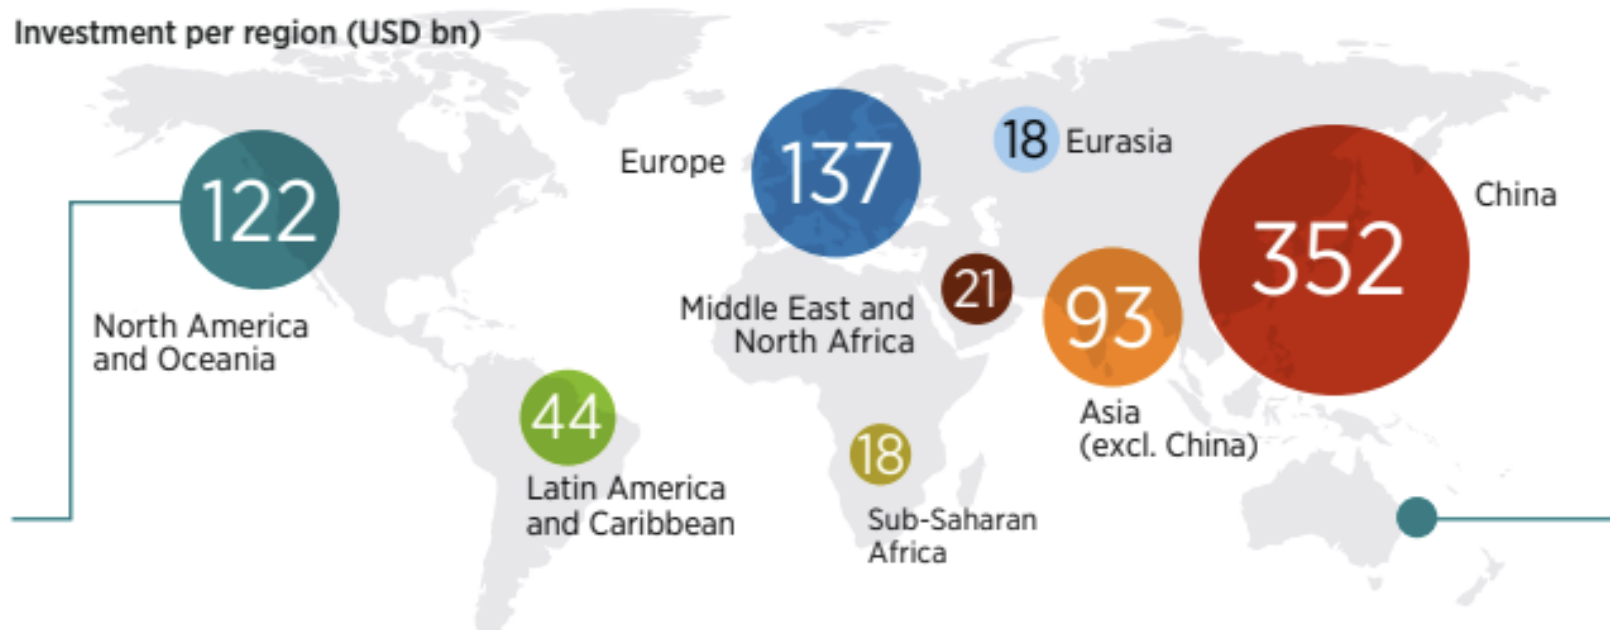 Investment per region (USD bn)
122
North America
and Oceania
Europe
137
18
Eurasia
352
China
Middle East and
North Africa
21
93
Asia
(excl. China)
44
Latin America
and Caribbean
18
Sub-Saharan
Africa